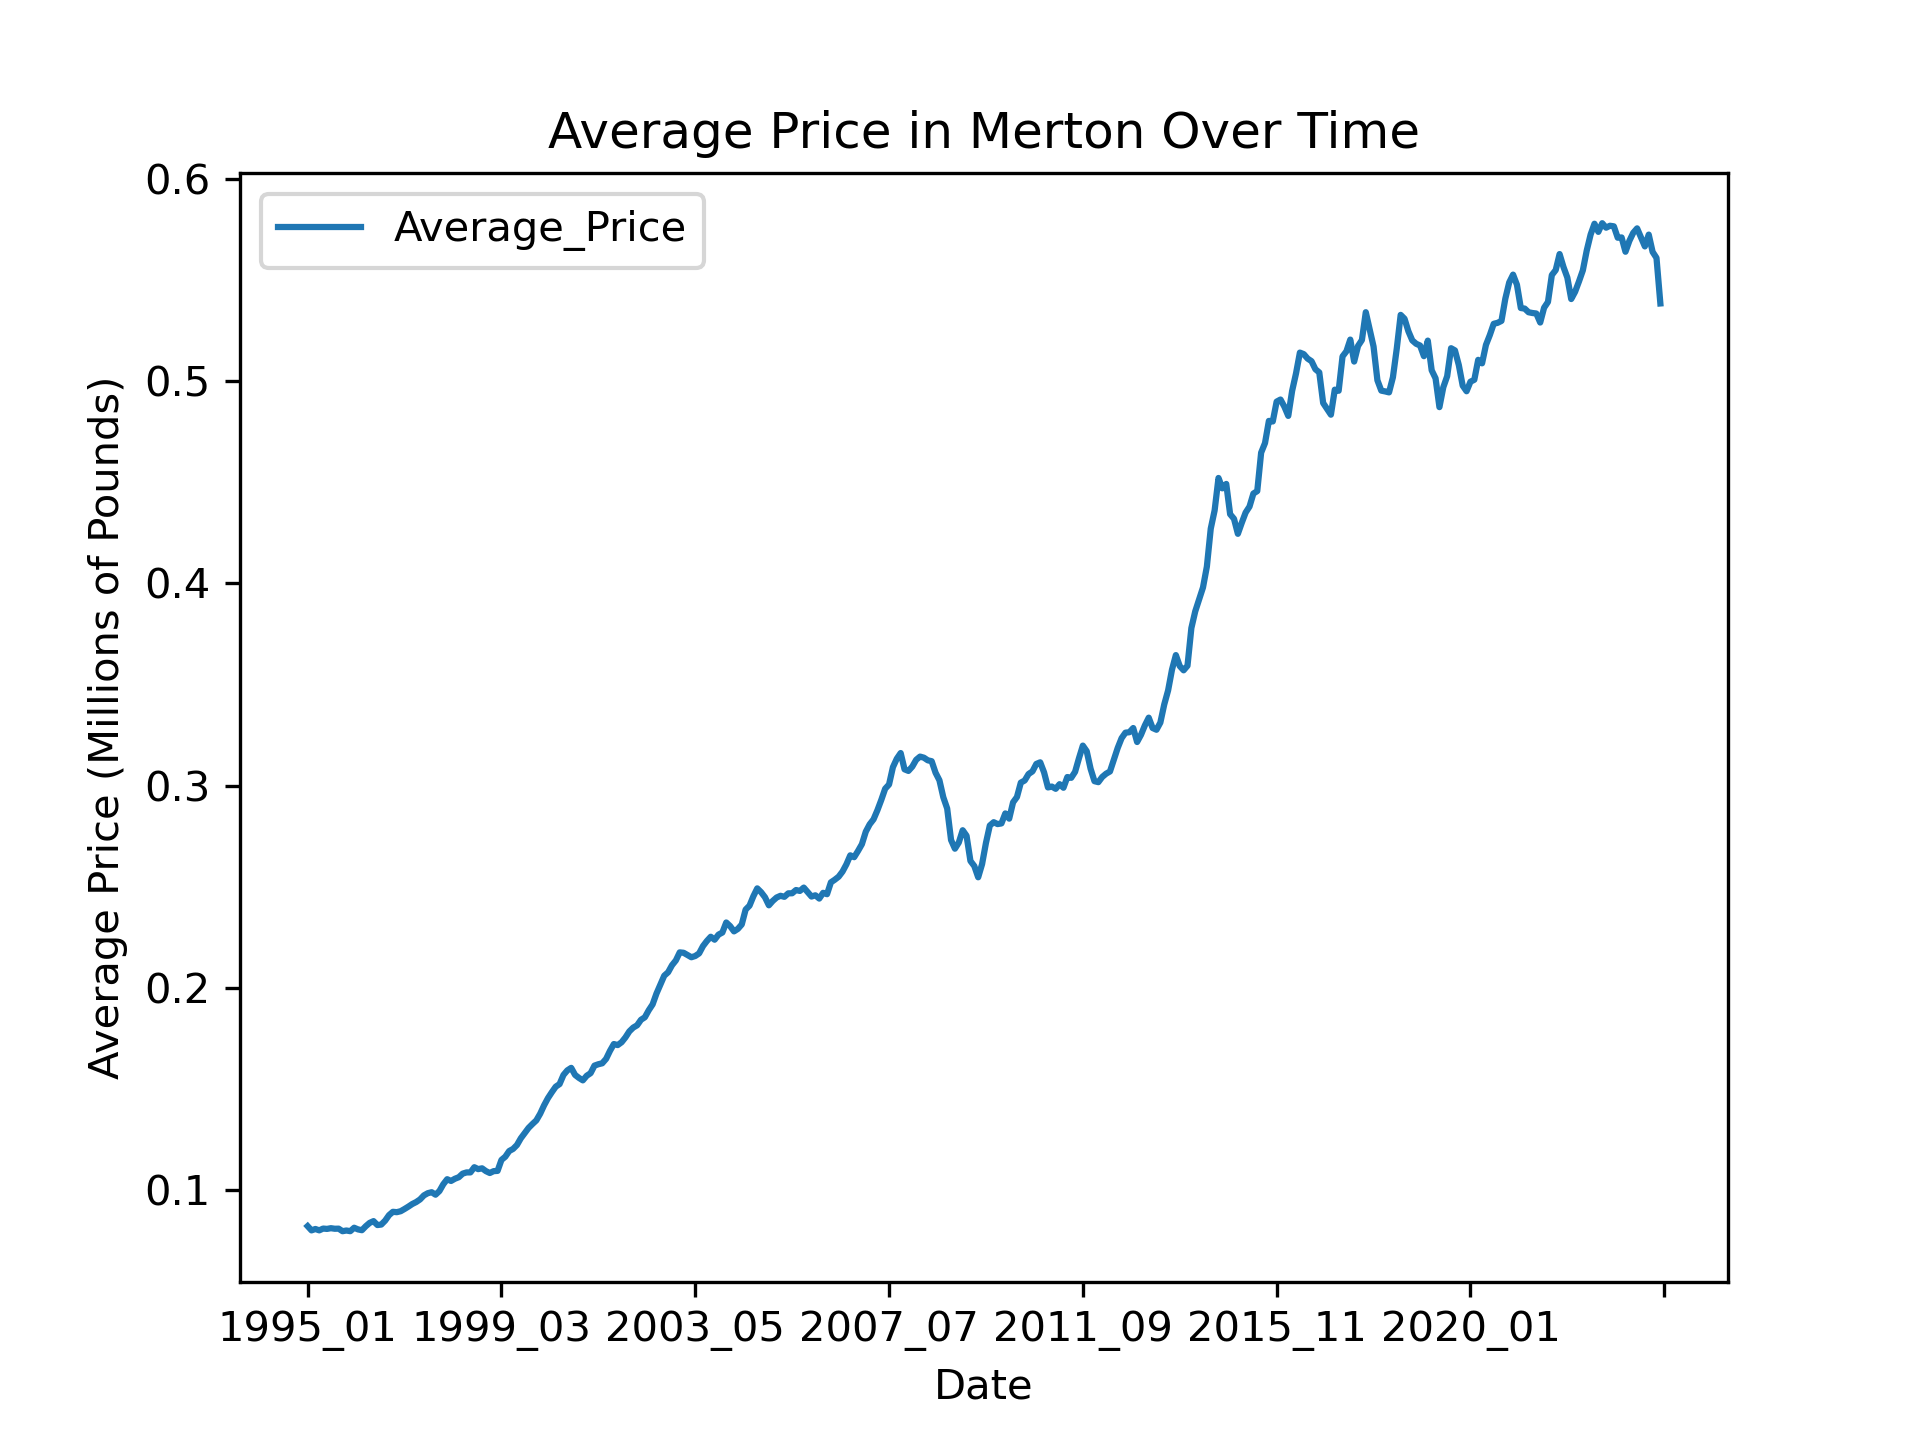 Average Price in Merton Over Time
Average_Price
Average Price (Millions of Pounds)
0.6
0.5
0.4
0.3
0.2
0.1
1995_01 1999_03 2003_05 2007_07 2011_09 2015_11 2020_01
Date